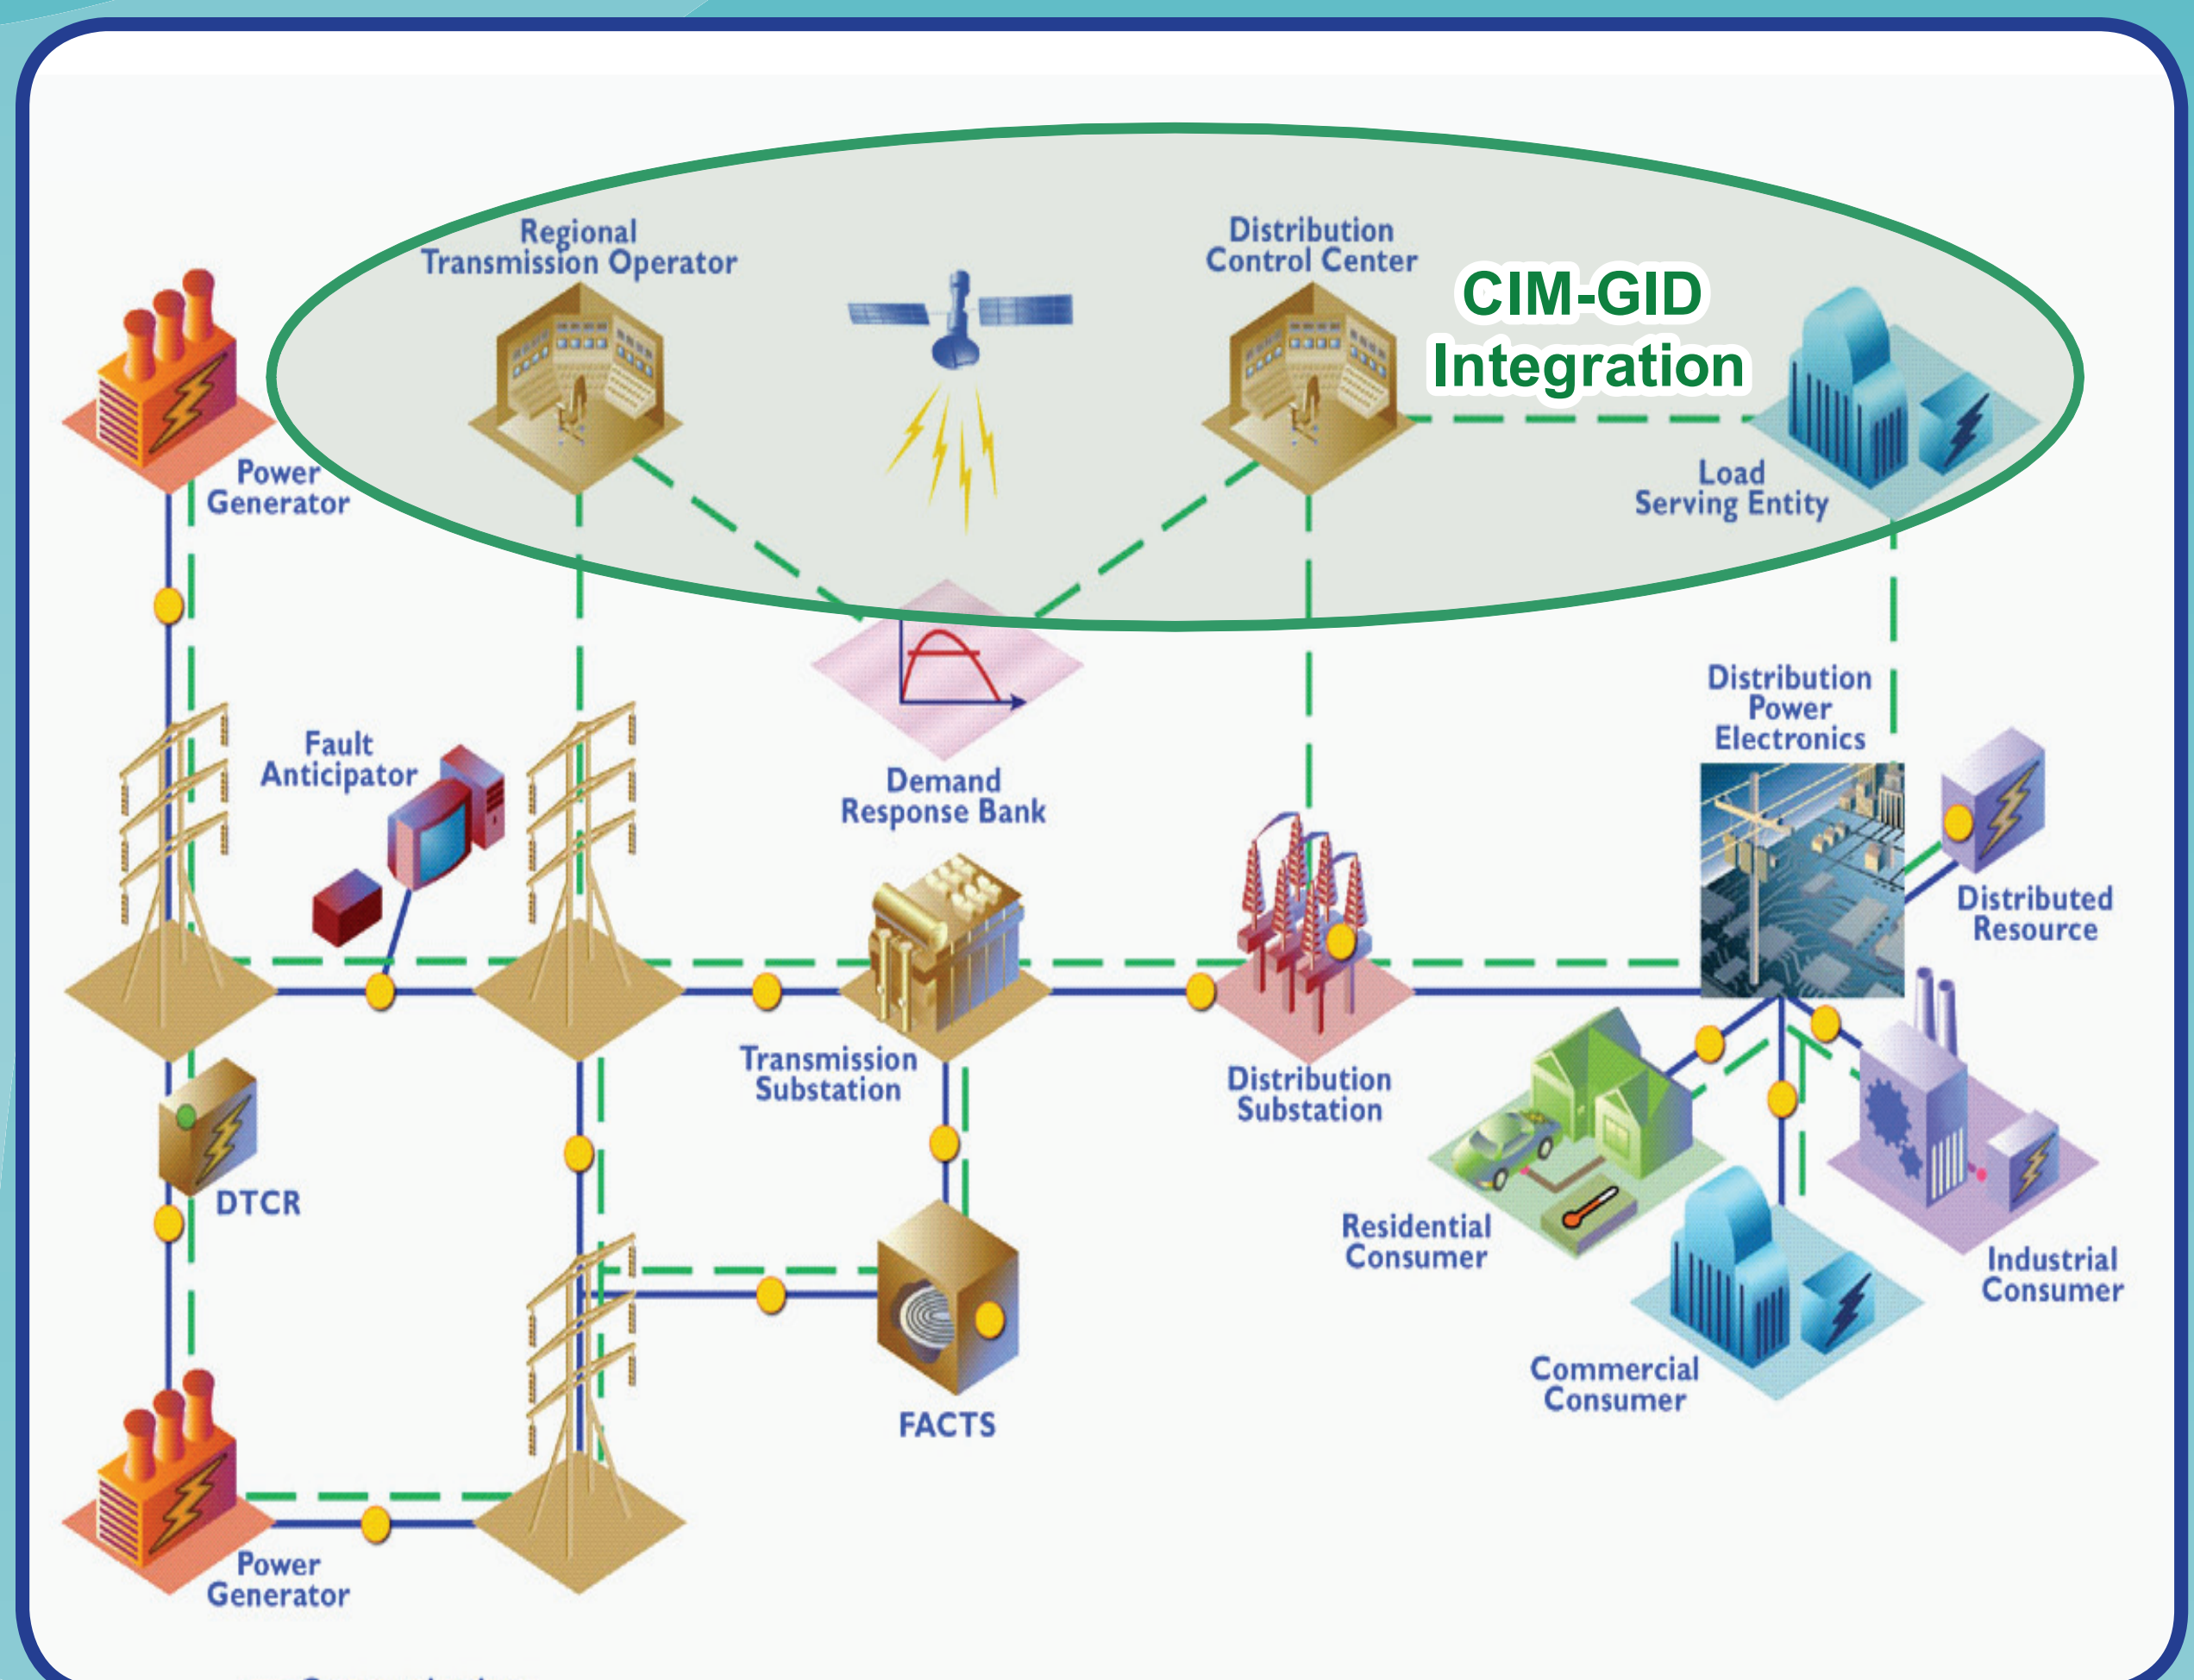 Regional
Transmission Operator
Distribution
Control Center
CIM-GID
Integration
Power
Generator
Load
Serving Entity
Distribution
Power
Electronics
Fault
Anticipator
Demand
Response Bank
Distributed
Resource
Transmission
Substation
Distribution
Substation
DTCR
Residential
Consumer
Industrial
Consumer
Commercial
Consumer
FACTS
Power
Generator